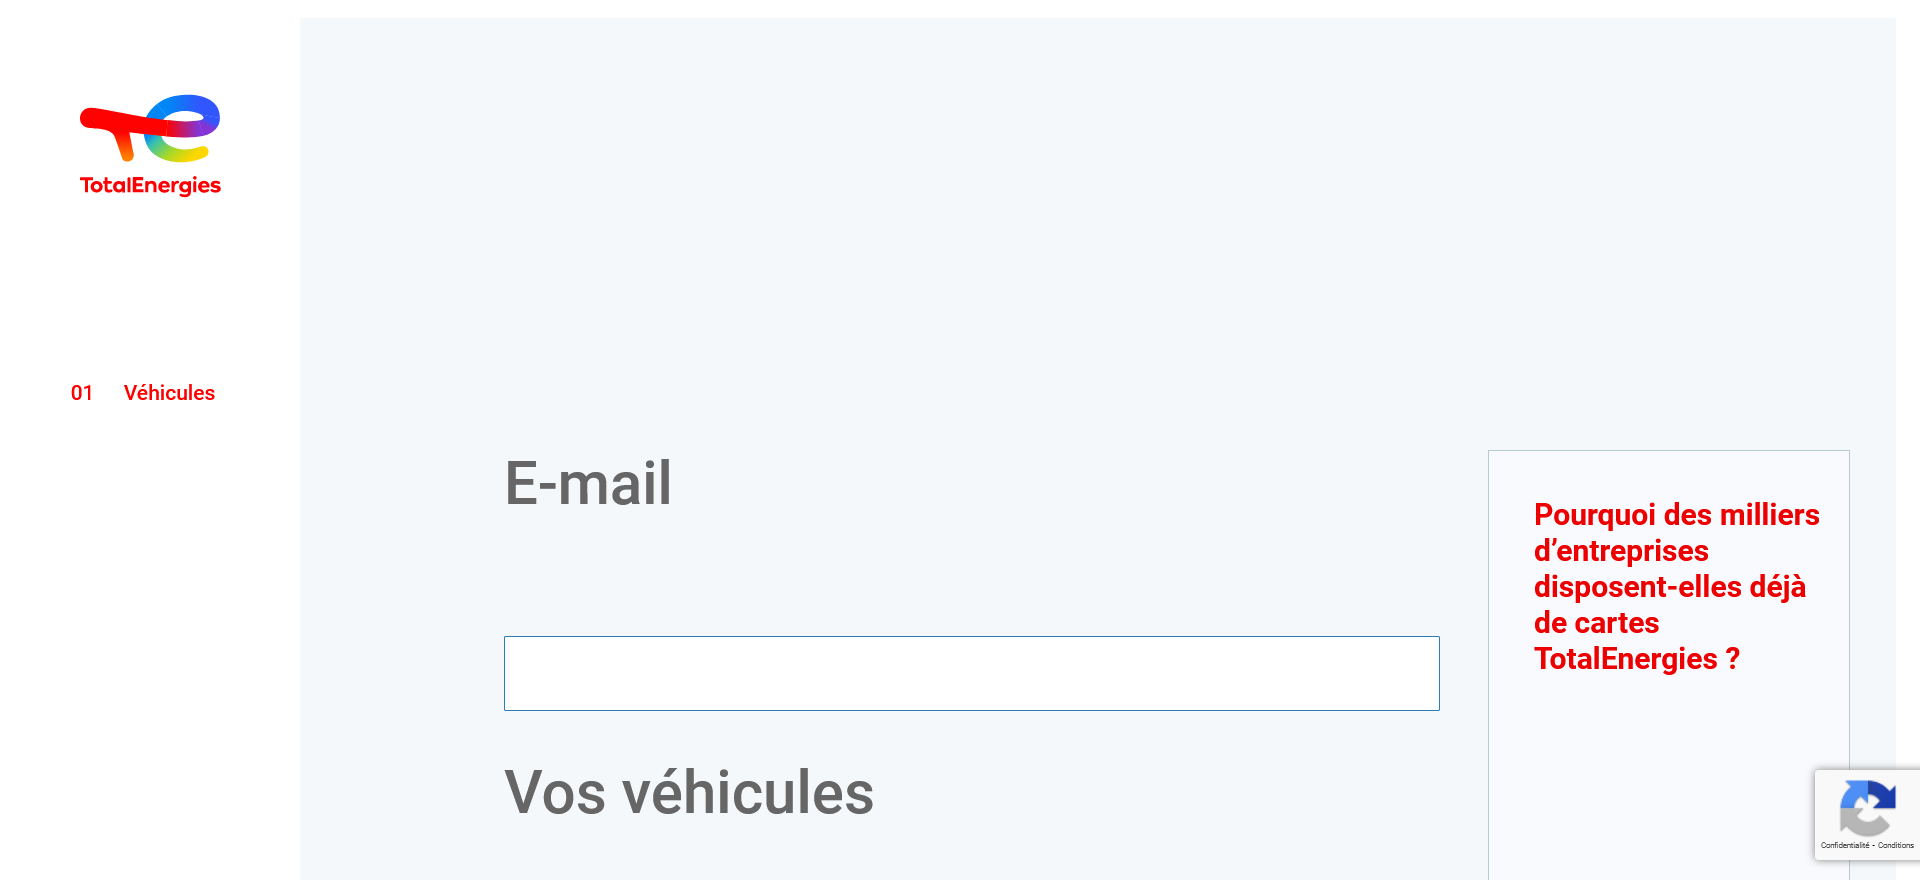 TotalEnergies
01 Véhicules
E-mail
Vos véhicules
Pourquoi des milliers
d’entreprises
disposent-elles déjà
de cartes
TotalEnergies ?
Confidentialité - Conditions